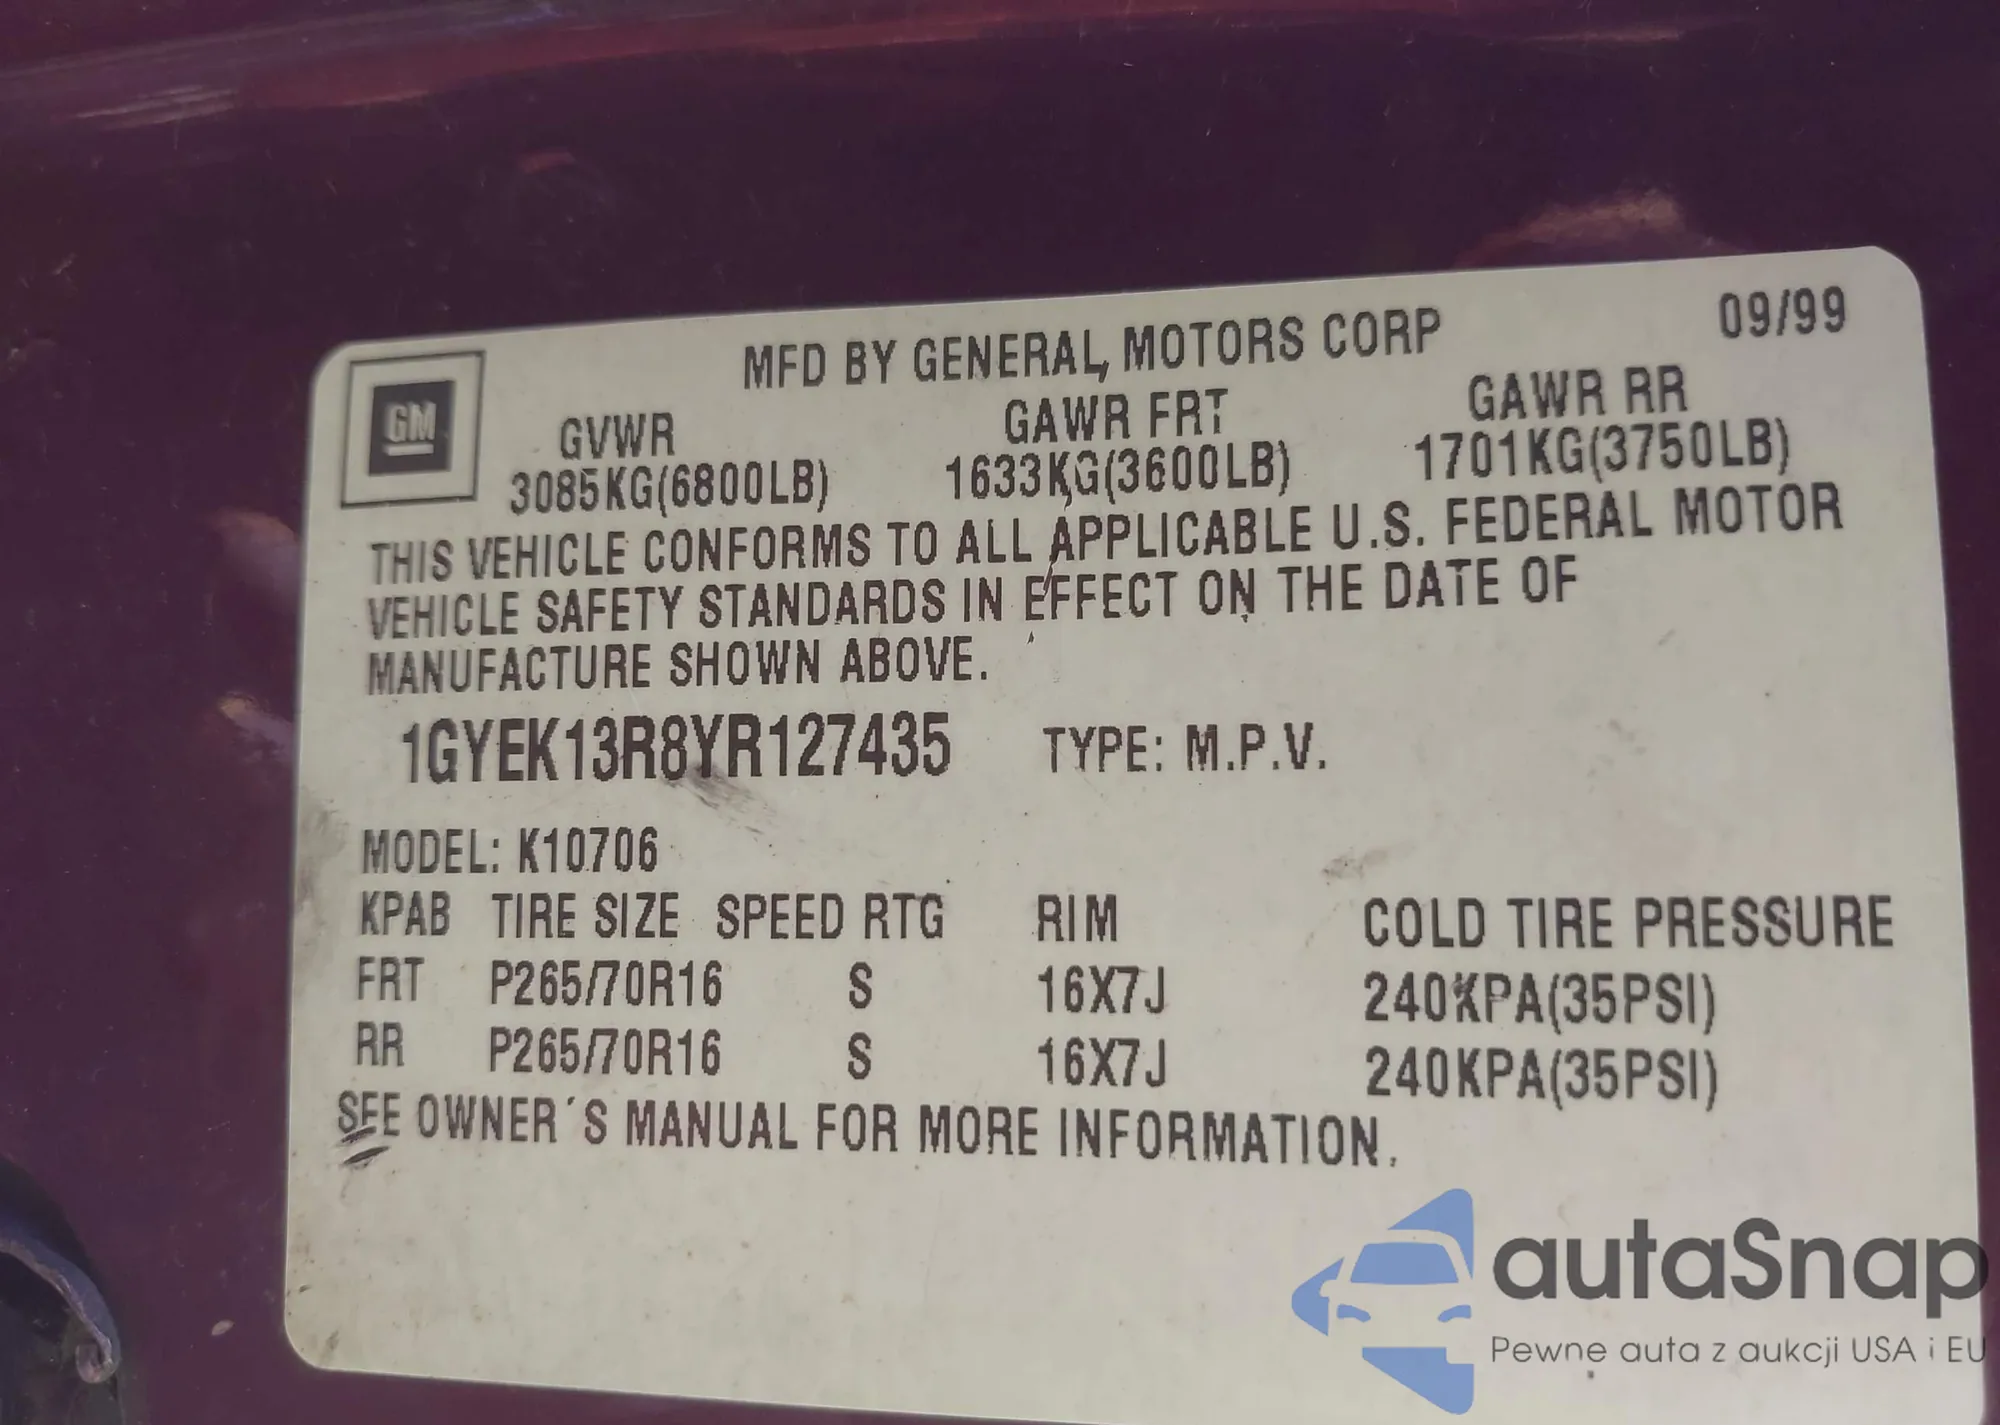 MFD BY GENERAL MOTORS CORP 09/99
GM
GVWR GAWR FRT GAWR RR
3085KG(6800LB) 1633KG(3600LB) 1701KG(3750LB)
THIS VEHICLE CONFORMS TO ALL APPLICABLE U.S. FEDERAL MOTOR
VEHICLE SAFETY STANDARDS IN EFFECT ON THE DATE OF
MANUFACTURE SHOWN ABOVE.
1GYEK13R8YR127435 TYPE: M.P.V.
MODEL: K10706
KPAB TIRE SIZE SPEED RTG RIM COLD TIRE PRESSURE
FRT P265/70R16 S 16X7J 240KPA(35PSI)
RR P265/70R16 S 16X7J 240KPA(35PSI)
SEE OWNER´S MANUAL FOR MORE INFORMATION.
autaSnap
Pewne auta z aukcji USA i EU